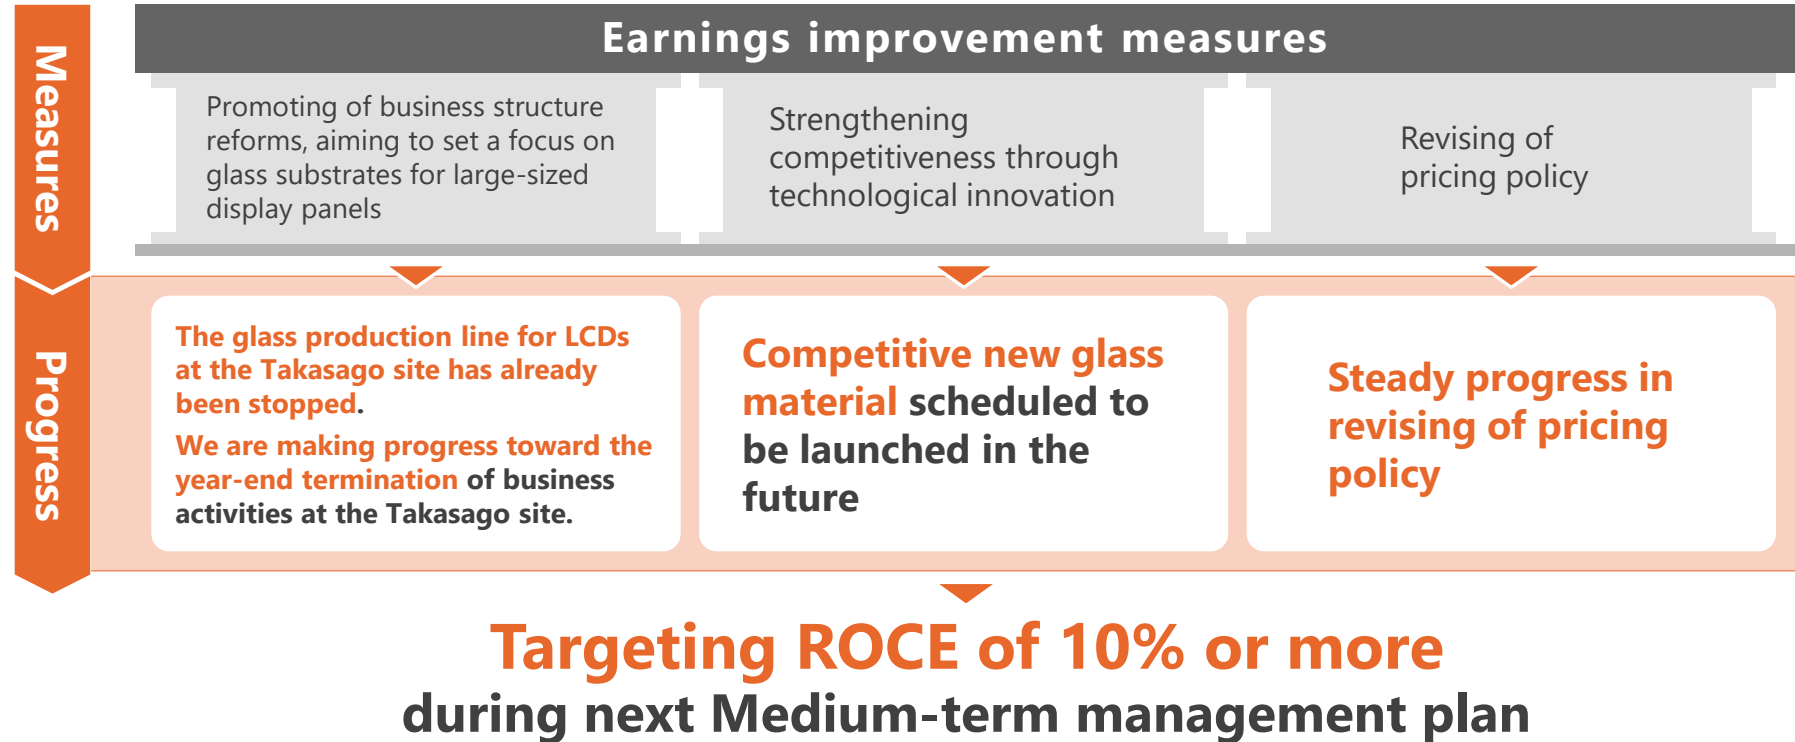 Measures
Earnings improvement measures
Promoting of business structure
reforms, aiming to set a focus on
glass substrates for large-sized
display panels
Strengthening
competitiveness through
technological innovation
Revising of
pricing policy
Progress
The glass production line for LCDs
at the Takasago site has already
been stopped.
We are making progress toward the
year-end termination of business
activities at the Takasago site.
Competitive new glass
material scheduled to
be launched in the
future
Steady progress in
revising of pricing
policy
Targeting ROCE of 10% or more
during next Medium-term management plan